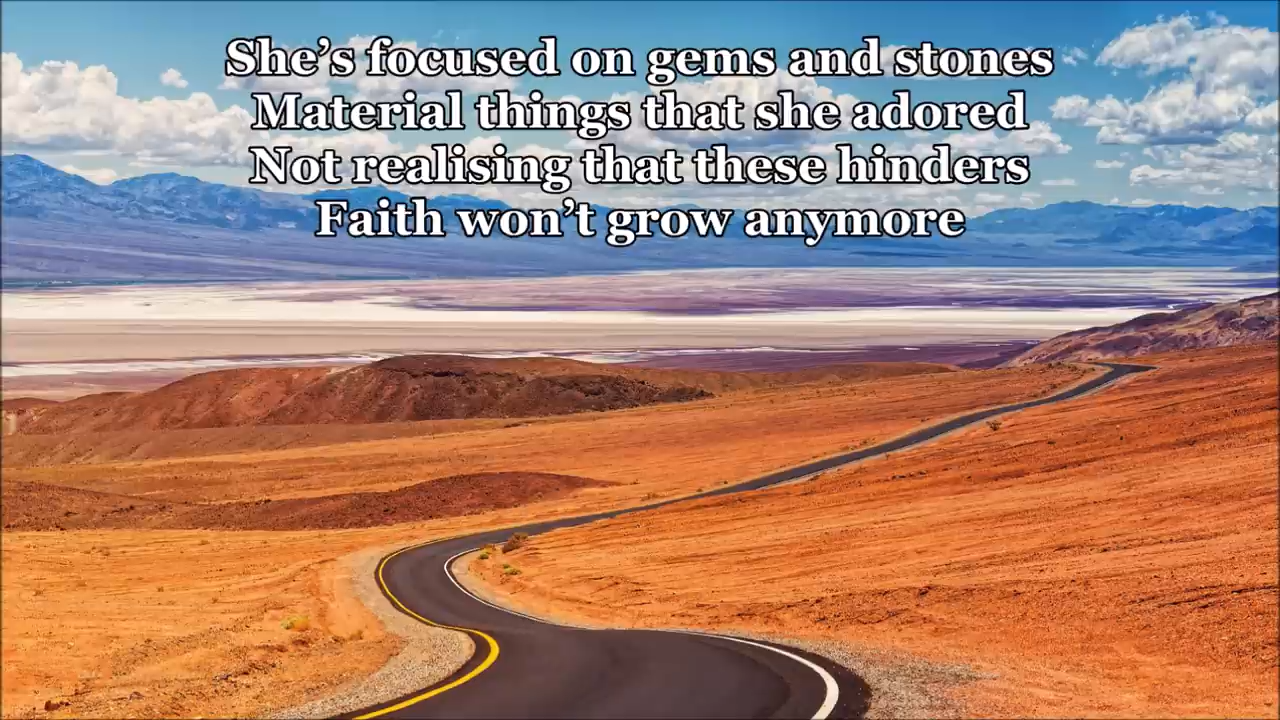 She’s focused on gems and stones
Material things that she adored
Not realising that these hinders
Faith won’t grow anymore